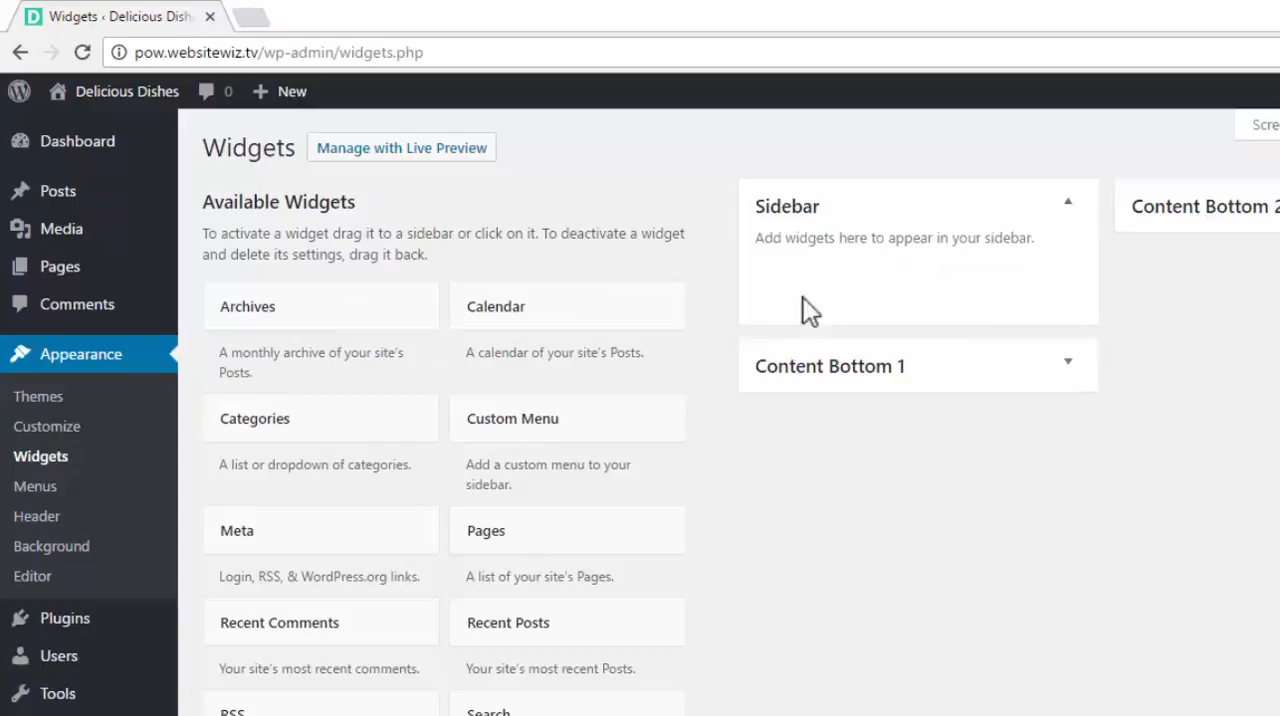 Widgets ‹ Delicious Dish
pow.websitewiz.tv/wp-admin/widgets.php
Delicious Dishes 0 New
Dashboard
Posts
Media
Pages
Comments
Appearance
Themes
Customize
Widgets
Menus
Header
Background
Editor
Plugins
Users
Tools
Widgets
Manage with Live Preview
Scre
Available Widgets
To activate a widget drag it to a sidebar or click on it. To deactivate a widget
and delete its settings, drag it back.
Archives
A monthly archive of your site's
Posts.
Calendar
A calendar of your site's Posts.
Categories
A list or dropdown of categories.
Custom Menu
Add a custom menu to your
sidebar.
Meta
Login, RSS, & WordPress.org links.
Pages
A list of your site's Pages.
Recent Comments
Your site's most recent comments.
Recent Posts
Your site's most recent Posts.
RSS
Search
Sidebar
Add widgets here to appear in your sidebar.
Content Bottom 1
Content Bottom 2